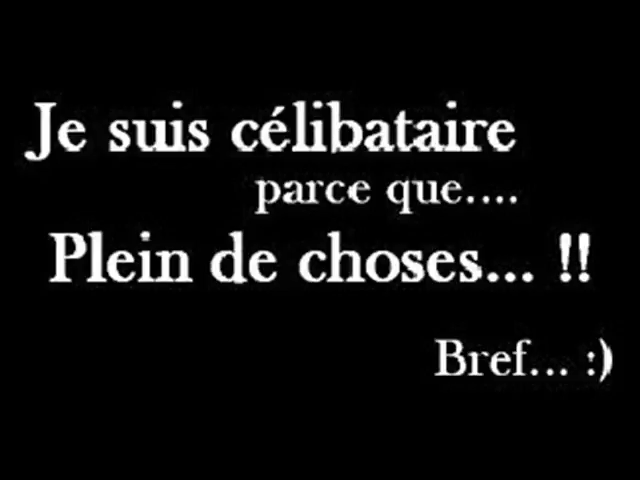 Je suis célibataire
parce que....
Plein de choses... !!
Bref... :)